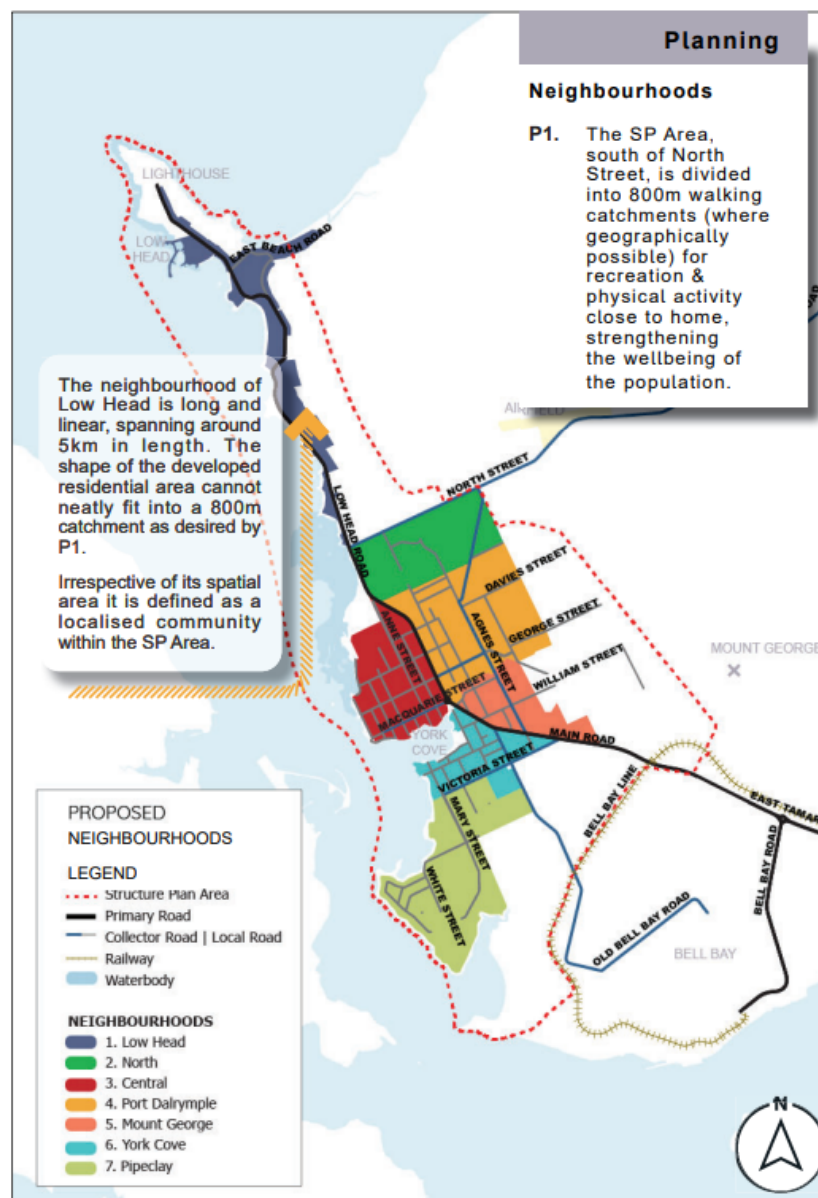 Planning
Neighbourhoods
P1. The SP Area,
south of North
Street, is divided
into 800m walking
catchments (where
geographically
possible) for
recreation &
physical activity
close to home,
strengthening
the wellbeing of
the population.
LIGHTHOUSE
LOW
HEAD
EAST BEACH ROAD
The neighbourhood of
Low Head is long and
linear, spanning around
5km in length. The
shape of the developed
residential area cannot
neatly fit into a 800m
catchment as desired by
P1.
Irrespective of its spatial
area it is defined as a
localised community
within the SP Area.
AIRFIELD
NORTH STREET
LOW HEAD ROAD
DAVIES STREET
ANNE STREET
AGNES STREET
GEORGE STREET
WILLIAM STREET
MOUNT GEORGE
MACQUARIE STREET
YORK
COVE
MAIN ROAD
VICTORIA STREET
BELL BAY LINE
EAST TAMAR
MARY STREET
WHITE STREET
BELL BAY ROAD
OLD BELL BAY ROAD
BELL BAY
PROPOSED
NEIGHBOURHOODS
LEGEND
Structure Plan Area
Primary Road
Collector Road | Local Road
Railway
Waterbody
NEIGHBOURHOODS
1. Low Head
2. North
3. Central
4. Port Dalrymple
5. Mount George
6. York Cove
7. Pipeclay
N